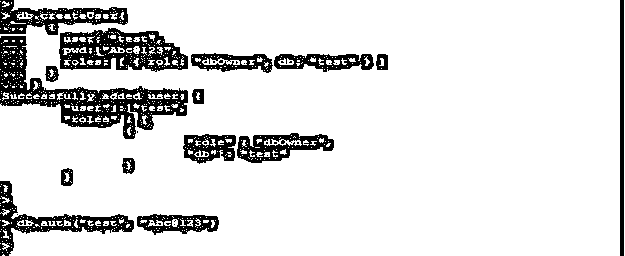 > db.createUser(
... {
... user: "test",
... pwd: "Abc@123",
... roles: [ { role: "dbOwner", db: "test" } ]
... }
... )
Successfully added user: {
"user" : "test",
"roles" : [
{
"role" : "dbOwner",
"db" : "test"
}
]
}
>
>
> db.auth("test", "Abc@123")
1
>